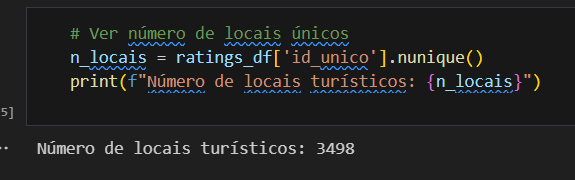 # Ver número de locais únicos
n_locais = ratings_df['id_unico'].nunique()
print(f"Número de locais turísticos: {n_locais}")
5]
..
Número de locais turísticos: 3498